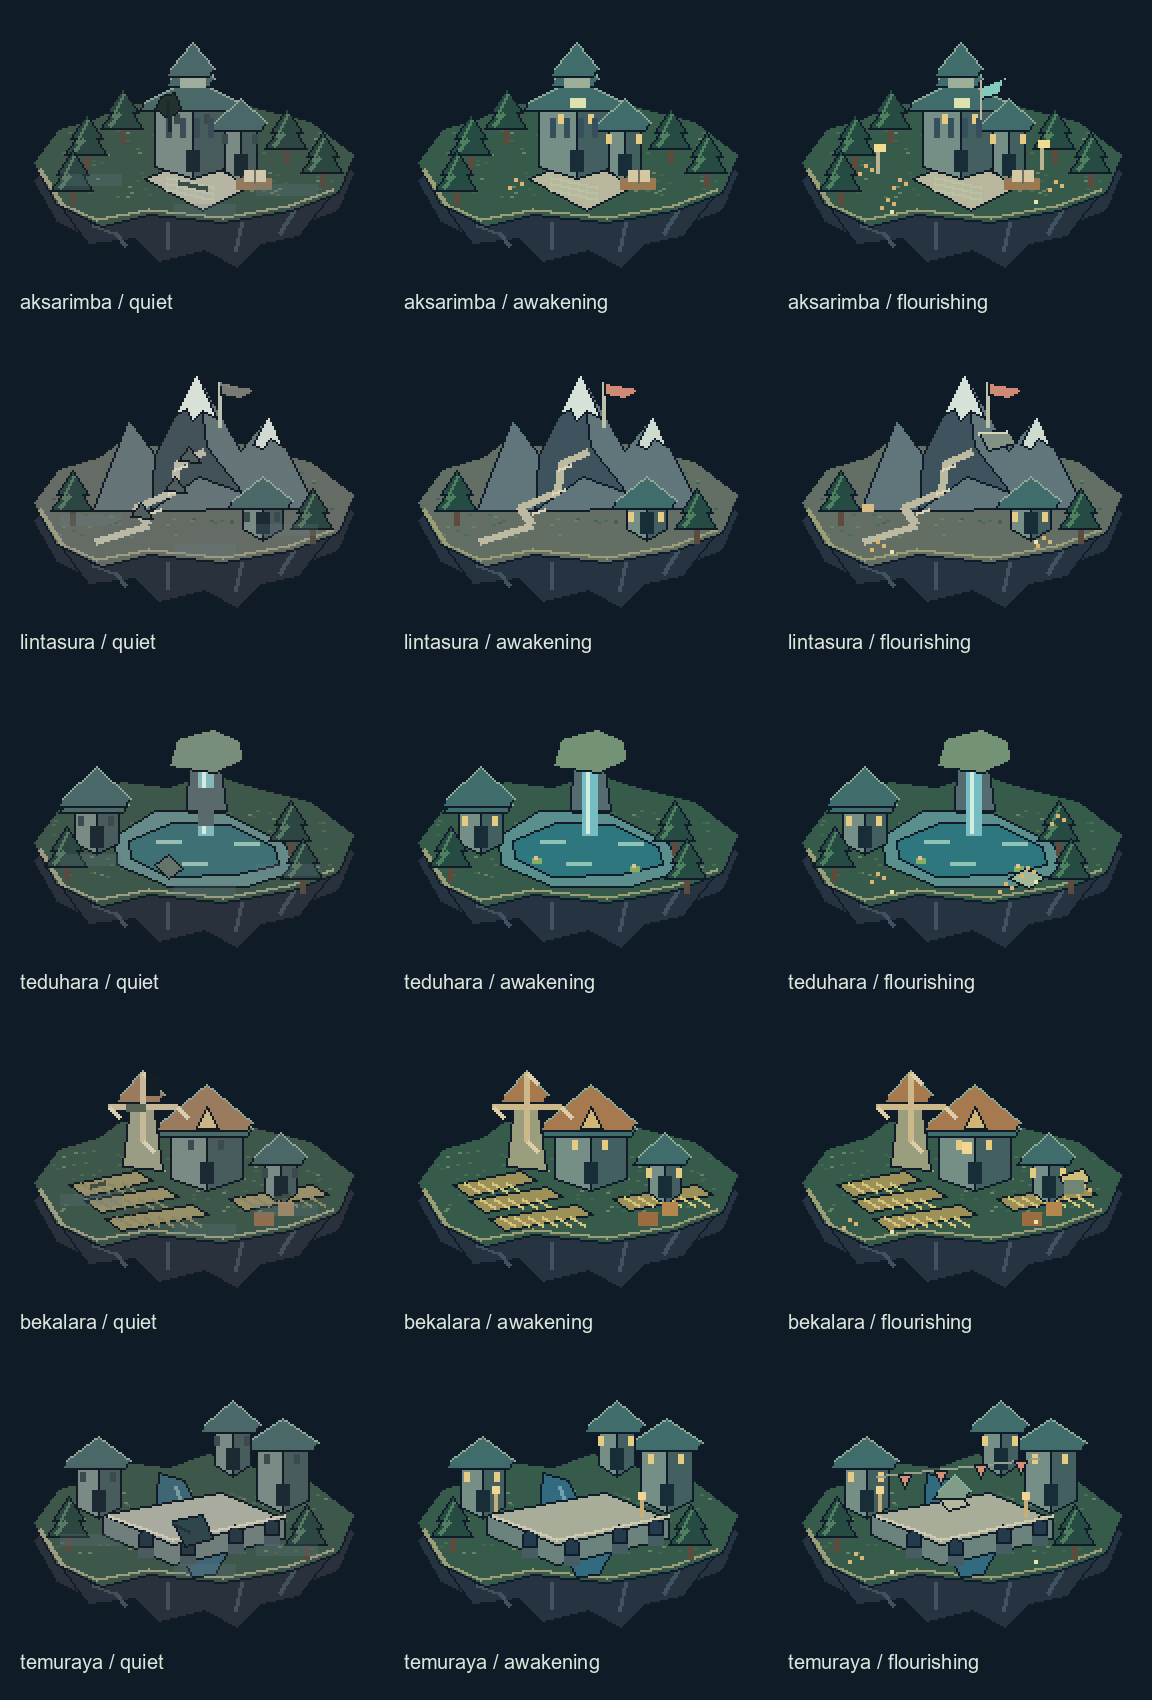 aksarimba / quiet
aksarimba / awakening
aksarimba / flourishing
lintasura / quiet
lintasura / awakening
lintasura / flourishing
teduhara / quiet
teduhara / awakening
teduhara / flourishing
bekalara / quiet
bekalara / awakening
bekalara / flourishing
temuraya / quiet
temuraya / awakening
temuraya / flourishing